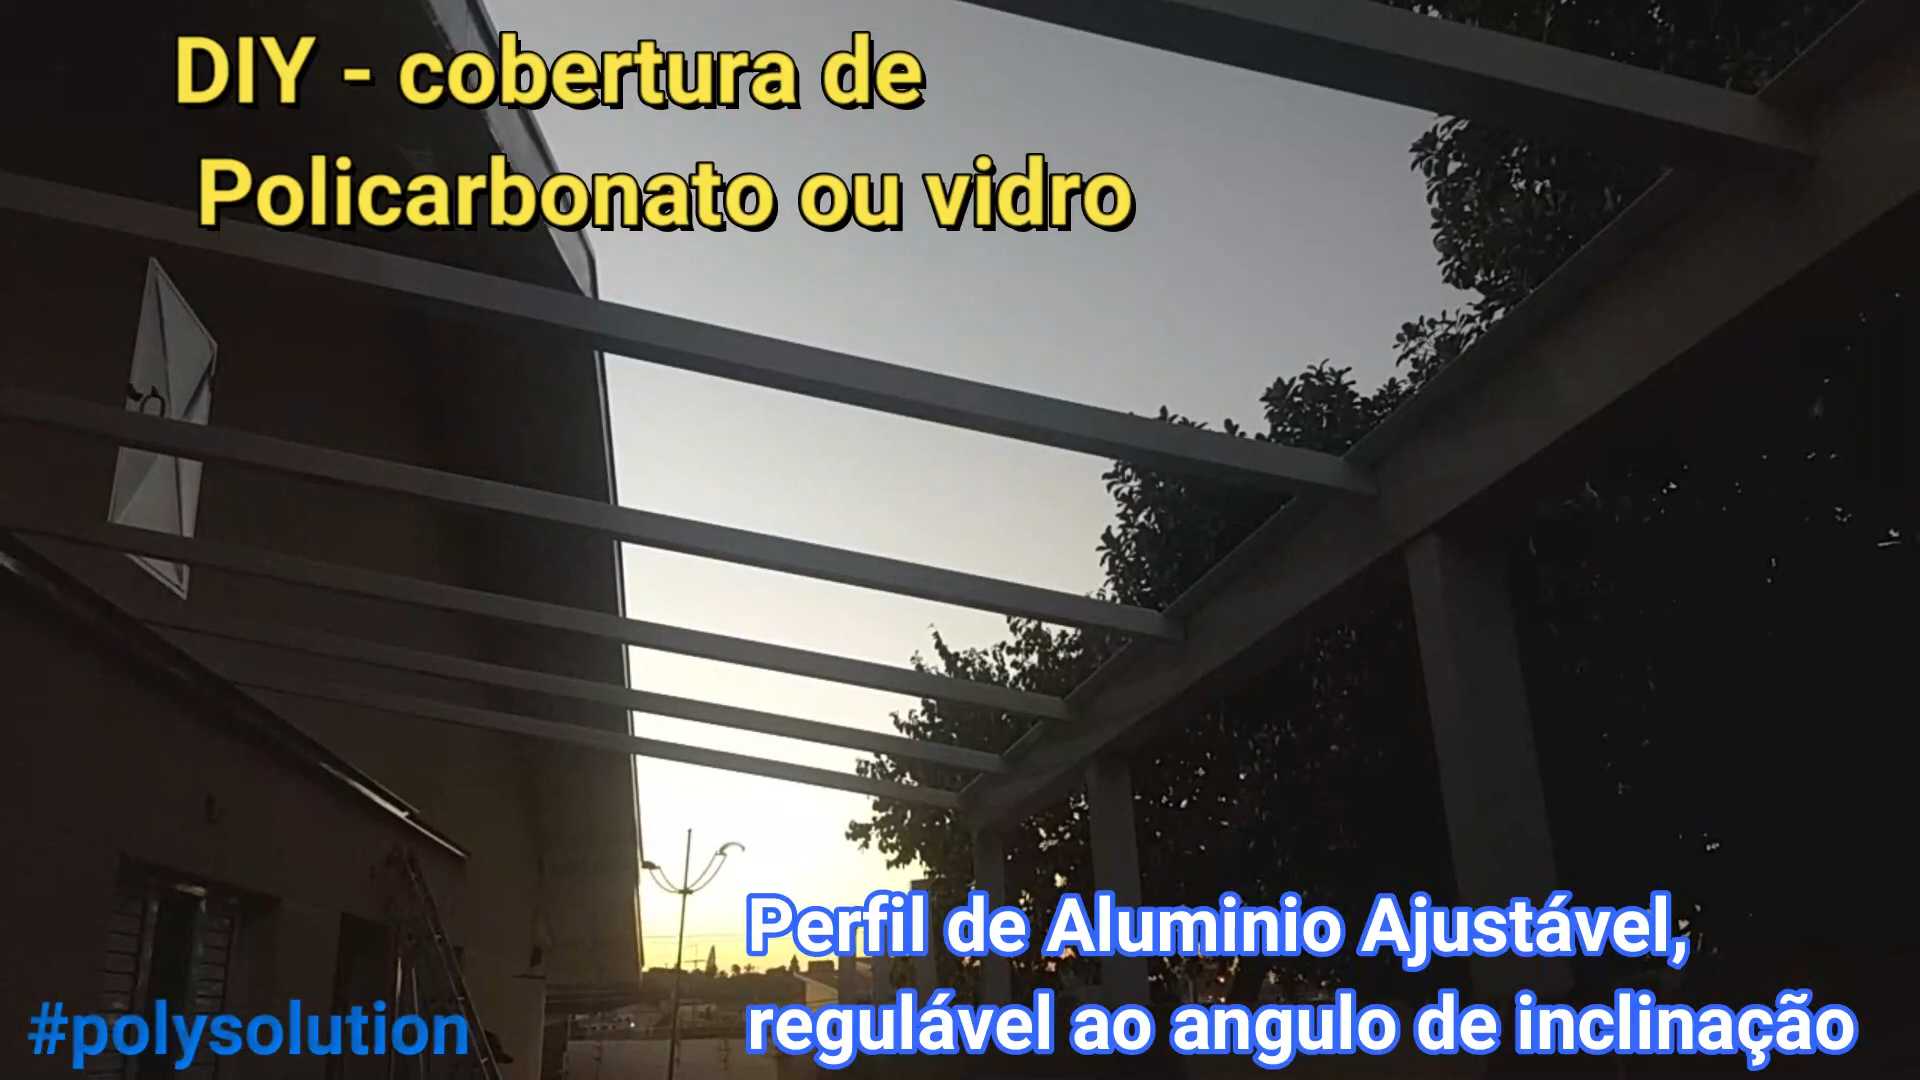 DIY - cobertura de
Policarbonato ou vidro
Perfil de Aluminio Ajustável,
regulável ao angulo de inclinação
#polysolution